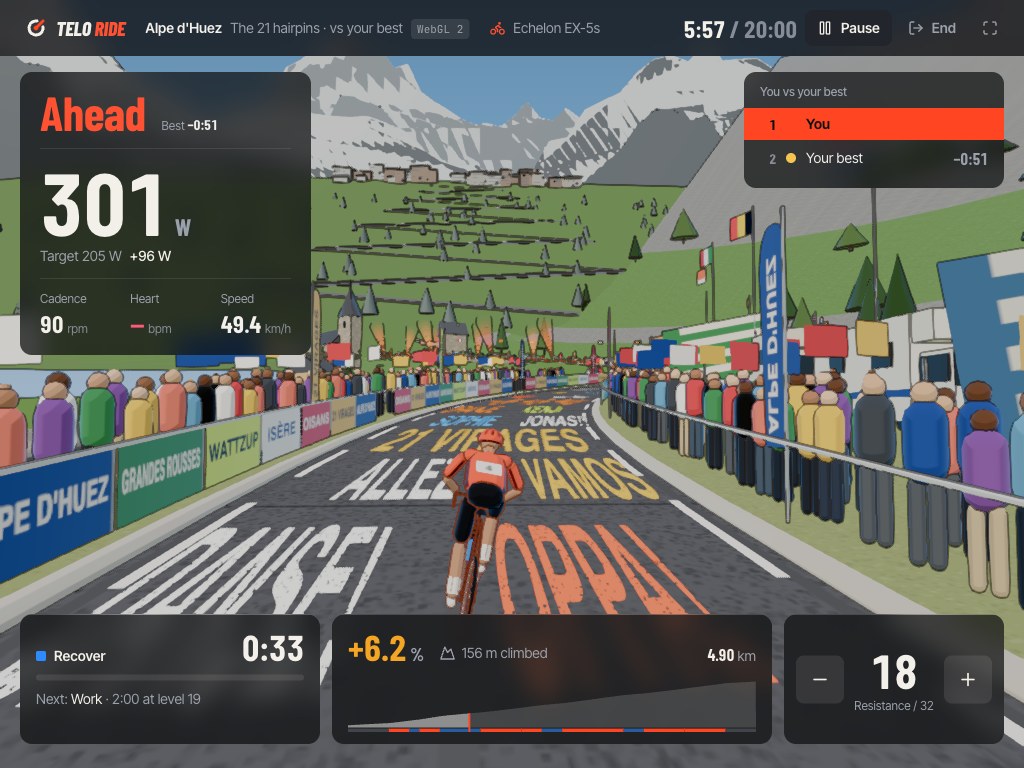 TELO RIDE Alpe d'Huez The 21 hairpins · vs your best WebGL 2 Echelon EX-5s 5:57 / 20:00 Pause End
Ahead Best −0:51
301 W
Target 205 W +96 W
Cadence Heart Speed
90 rpm — bpm 49.4 km/h
You vs your best
1 You
2 Your best −0:51
ALPE D'HUEZ
JONAS!
21 VIRAGES
ALLEZ VAMOS
DANSE! OPPA!
PE D'HUEZ
GRANDES ROUSSES
WATTZUP
ISÈRE
OISANS
Recover 0:33
Next: Work · 2:00 at level 19
+6.2 % 156 m climbed 4.90 km
− 18 +
Resistance / 32